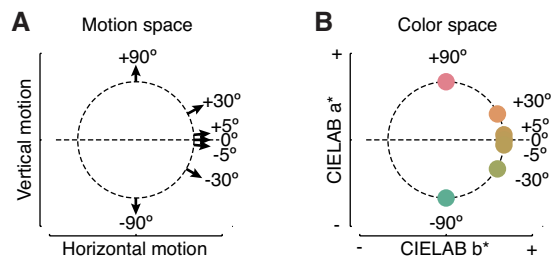 A Motion space
+90º
+30º
+5º
0º
-5º
-30º
-90º
Vertical motion
Horizontal motion
B Color space
+
+90º
+30º
+5º
0º
-5º
-30º
-90º
CIELAB a*
-
- CIELAB b* +